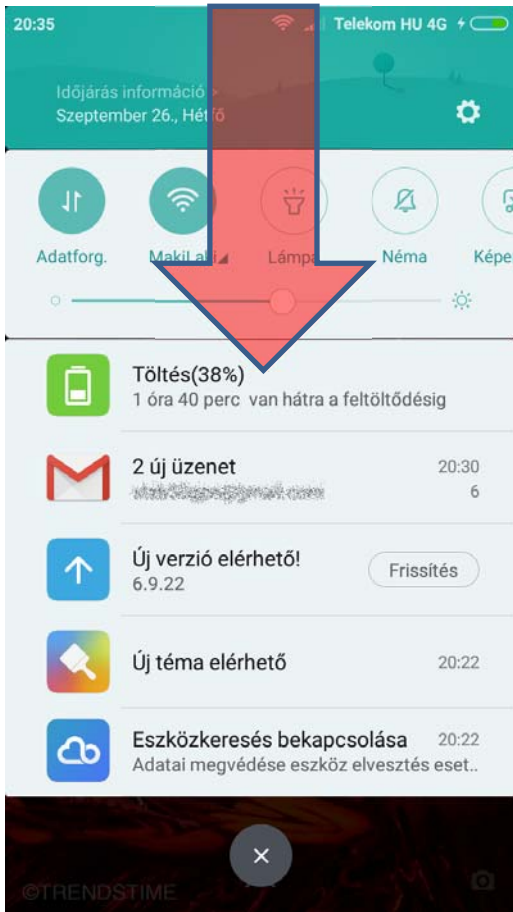 20:35 Telekom HU 4G
Időjárás információ >
Szeptember 26., Hétfő
Adatforg. MakiLaki Lámpa Néma Képe
Töltés(38%)
1 óra 40 perc van hátra a feltöltődésig
2 új üzenet 20:30
6
Új verzió elérhető!
6.9.22 Frissítés
Új téma elérhető 20:22
Eszközkeresés bekapcsolása 20:22
Adatai megvédése eszköz elvesztés eset..
©TRENDSTIME